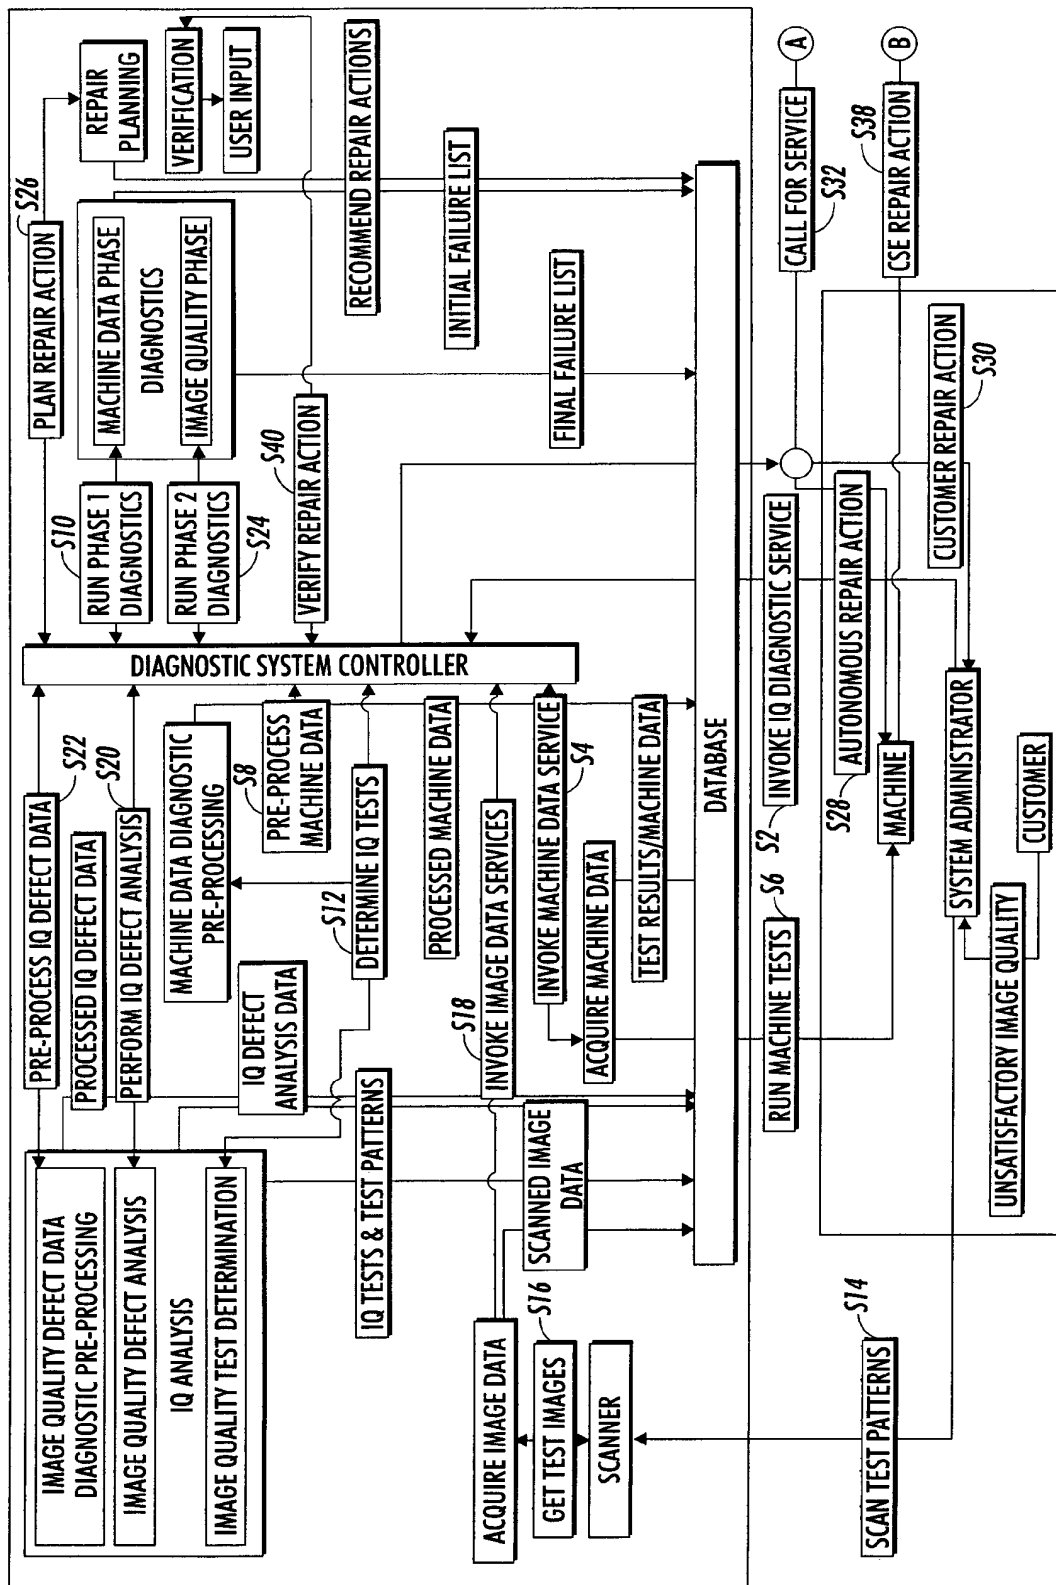 IMAGE QUALITY DEFECT DATA
DIAGNOSTIC PRE-PROCESSING
IMAGE QUALITY DEFECT ANALYSIS
IQ ANALYSIS
IMAGE QUALITY TEST DETERMINATION
PRE-PROCESS IQ DEFECT DATA
S22
PROCESSED IQ DEFECT DATA
PERFORM IQ DEFECT ANALYSIS
S20
MACHINE DATA DIAGNOSTIC
PRE-PROCESSING
IQ DEFECT
ANALYSIS DATA
S8
PRE-PROCESS
MACHINE DATA
S12
DETERMINE IQ TESTS
IQ TESTS & TEST PATTERNS
PROCESSED MACHINE DATA
S18
INVOKE IMAGE DATA SERVICES
INVOKE MACHINE DATA SERVICE
S4
ACQUIRE MACHINE DATA
TEST RESULTS/MACHINE DATA
SCANNED IMAGE
DATA
ACQUIRE IMAGE DATA
S16
GET TEST IMAGES
SCANNER
DIAGNOSTIC SYSTEM CONTROLLER
PLAN REPAIR ACTION
S26
REPAIR
PLANNING
S10
RUN PHASE 1
DIAGNOSTICS
MACHINE DATA PHASE
DIAGNOSTICS
IMAGE QUALITY PHASE
RUN PHASE 2
DIAGNOSTICS
S24
VERIFICATION
USER INPUT
S40
VERIFY REPAIR ACTION
RECOMMEND REPAIR ACTIONS
INITIAL FAILURE LIST
FINAL FAILURE LIST
DATABASE
RUN MACHINE TESTS
S6
S2
INVOKE IQ DIAGNOSTIC SERVICE
CALL FOR SERVICE
S32
A
S28
AUTONOMOUS REPAIR ACTION
S38
CSE REPAIR ACTION
B
MACHINE
CUSTOMER REPAIR ACTION
S30
S14
SCAN TEST PATTERNS
SYSTEM ADMINISTRATOR
UNSATISFACTORY IMAGE QUALITY
CUSTOMER